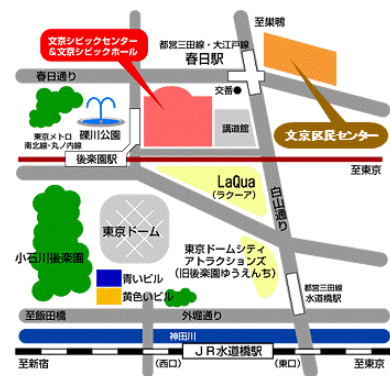 至巣鴨
文京シビックセンター
&文京シビックホール
都営三田線・大江戸線
春日駅
春日通り
交番
文京区民センター
礫川公園
講道館
東京メトロ
南北線・丸ノ内線
後楽園駅
至東京
LaQua
(ラクーア)
白山通り
東京ドーム
小石川後楽園
東京ドームシティ
アトラクションズ
(旧後楽園ゆうえんち)
青いビル
黄色いビル
都営三田線
水道橋駅
至飯田橋
外堀通り
神田川
至新宿
(西口)
JR水道橋駅
(東口)
至東京